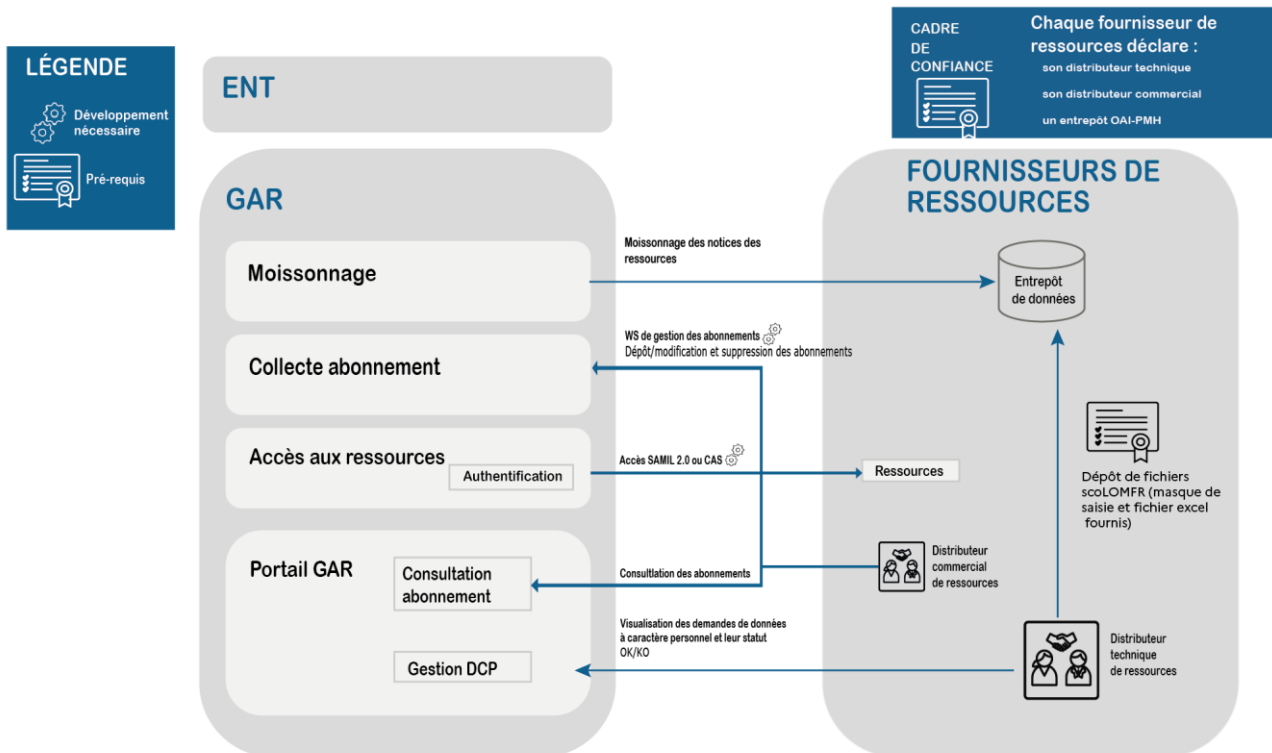 LÉGENDE
Développement
nécessaire
Pré-requis
ENT
CADRE
DE
CONFIANCE
Chaque fournisseur de
ressources déclare :
son distributeur technique
son distributeur commercial
un entrepôt OAI-PMH
GAR
FOURNISSEURS DE
RESSOURCES
Moissonnage
Moissonnage des notices des
ressources
Entrepôt
de données
Collecte abonnement
WS de gestion des abonnements
Dépôt/modification et suppression des abonnements
Accès aux ressources
Authentification
Accès SAMIL 2.0 ou CAS
Ressources
Dépôt de fichiers
scoLOMFR (masque de
saisie et fichier excel
fournis)
Portail GAR
Consultation
abonnement
Consultlation des abonnements
Distributeur
commercial
de ressources
Visualisation des demandes de données
à caractère personnel et leur statut
OK/KO
Gestion DCP
Distributeur
technique
de ressources